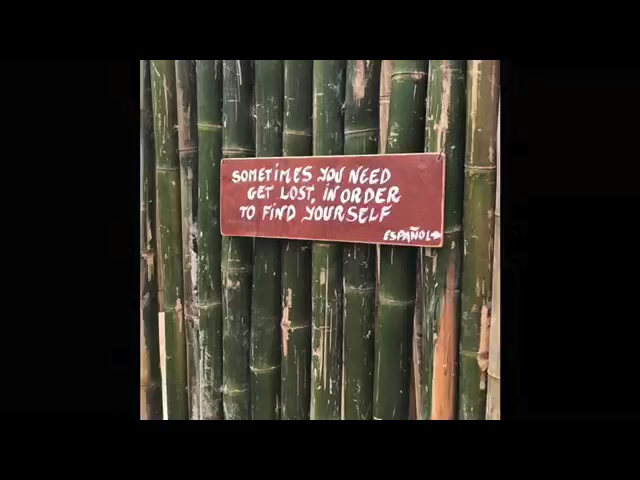 SOMETIMES YOU NEED
GET LOST, IN ORDER
TO FIND YOURSELF
ESPAÑOL→